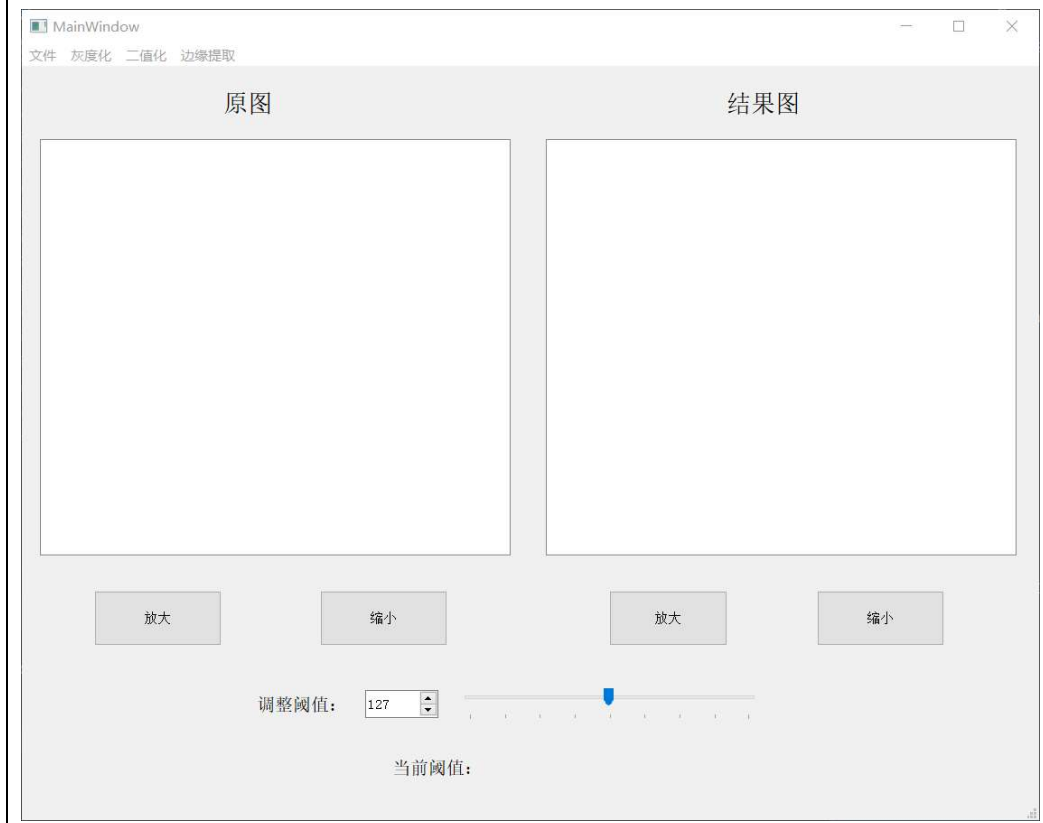 MainWindow
文件 灰度化 二值化 边缘提取
原图 结果图
放大 缩小 放大 缩小
调整阈值： 127
当前阈值：